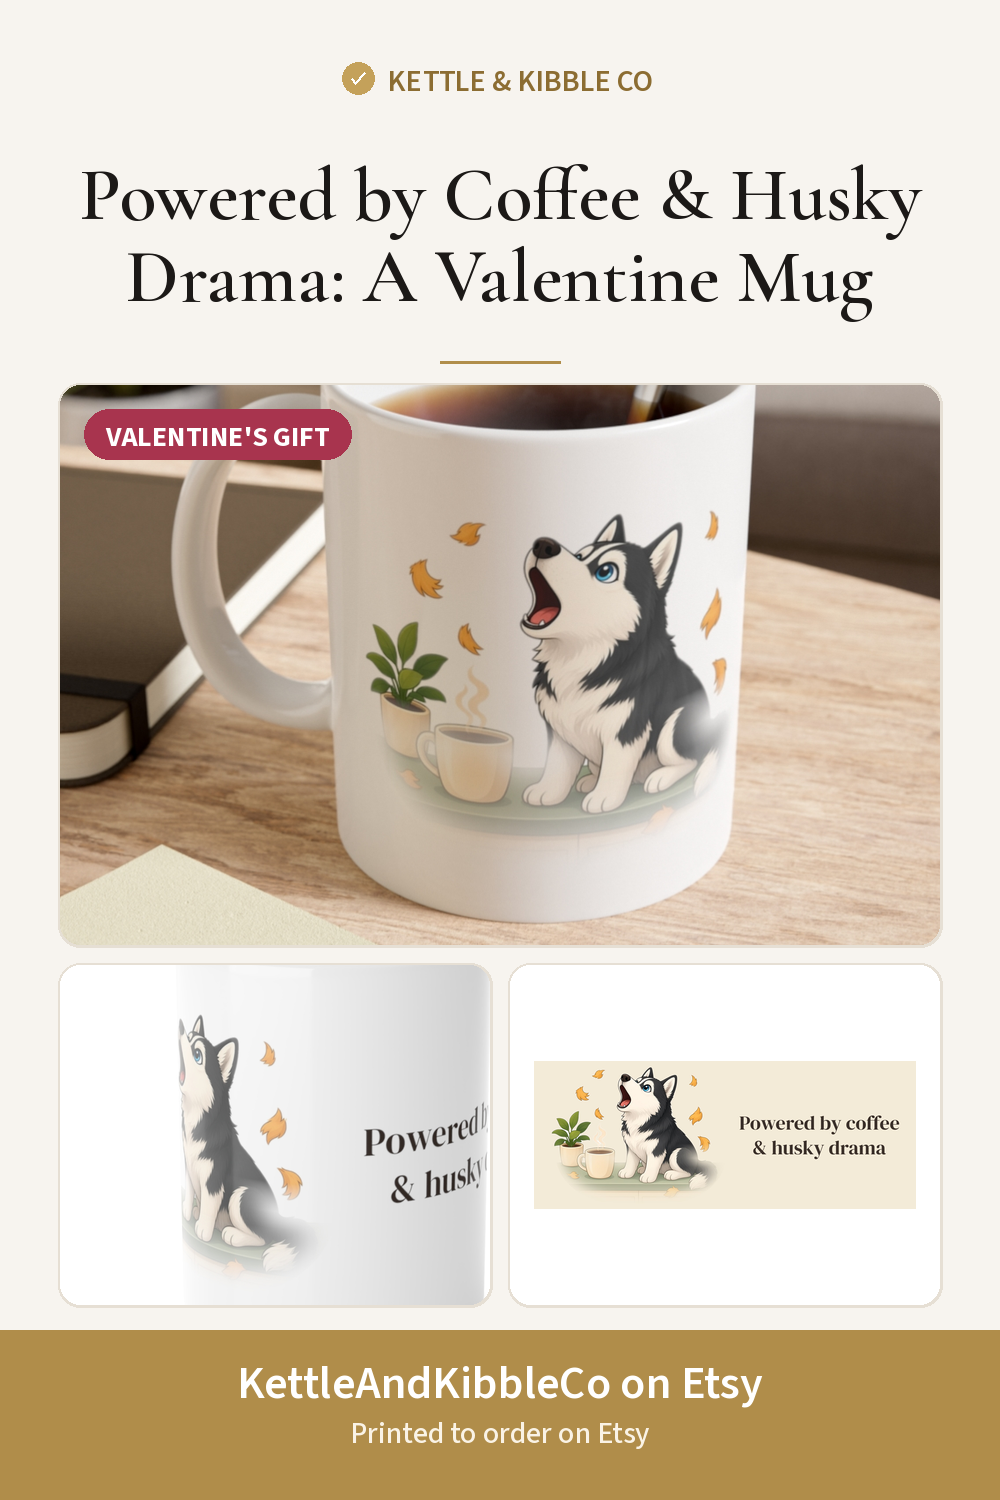 KETTLE & KIBBLE CO
Powered by Coffee & Husky
Drama: A Valentine Mug
VALENTINE'S GIFT
Powered b
& husky
Powered by coffee
& husky drama
KettleAndKibbleCo on Etsy
Printed to order on Etsy